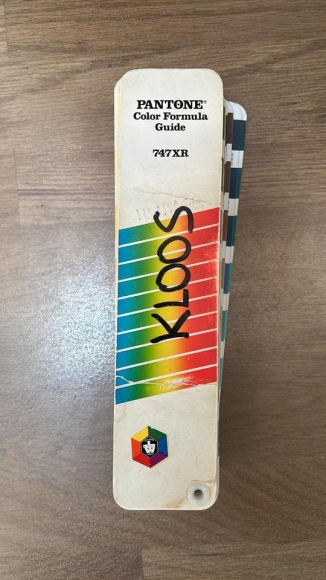 PANTONE®
Color Formula
Guide
747XR
KLOOS